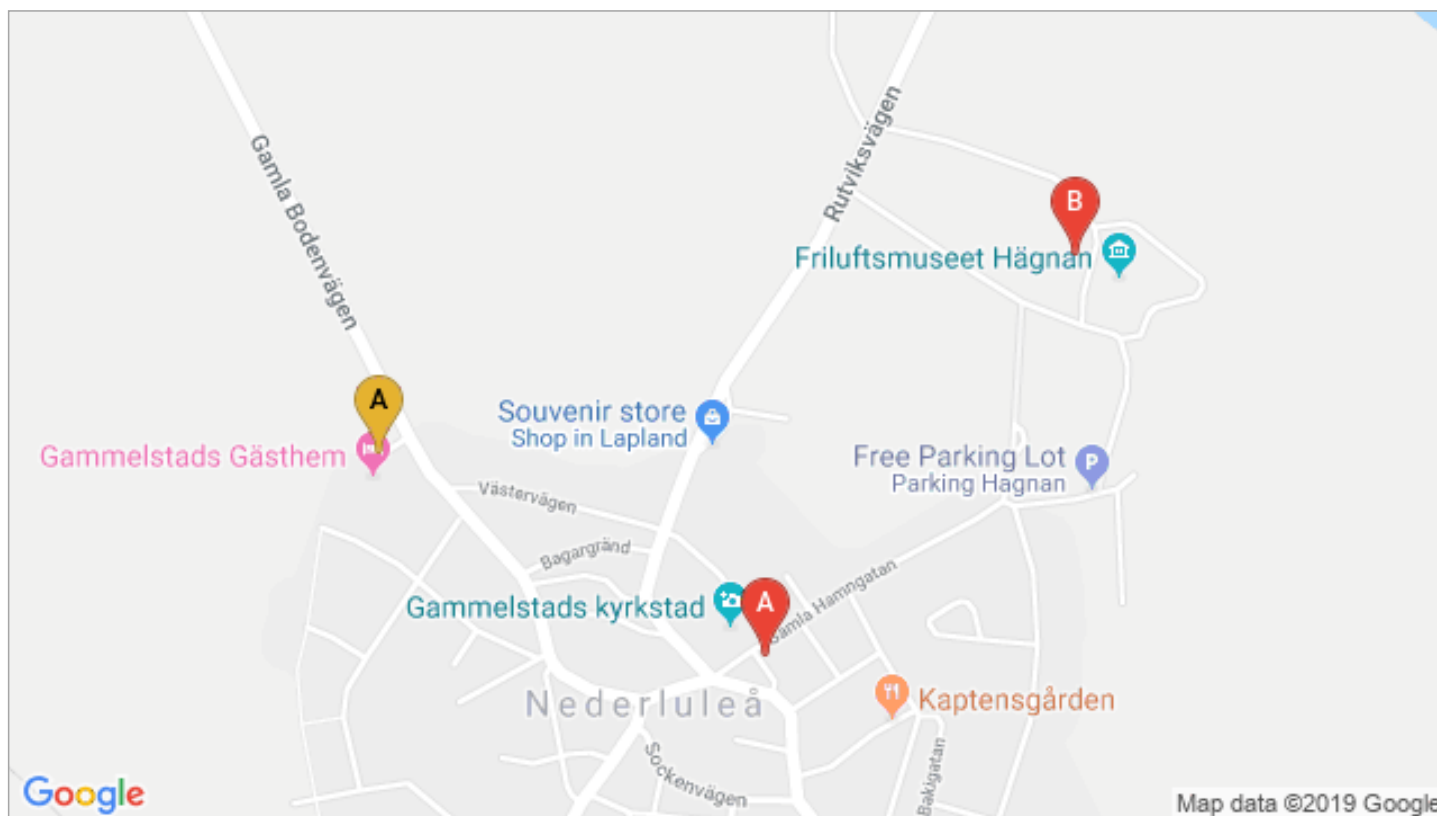 Gamla Bodenvägen
Rutviksvägen
B
Friluftsmuseet Hägnan
A
Souvenir store
Shop in Lapland
Gammelstads Gästhem
Free Parking Lot
P
Parking Hagnan
Västervägen
Bagargränd
Gammelstads kyrkstad
A
Gamla Hamngatan
Nederluleå
Kaptensgården
Sockenvägen
Bakigatan
Google
Map data ©2019 Google